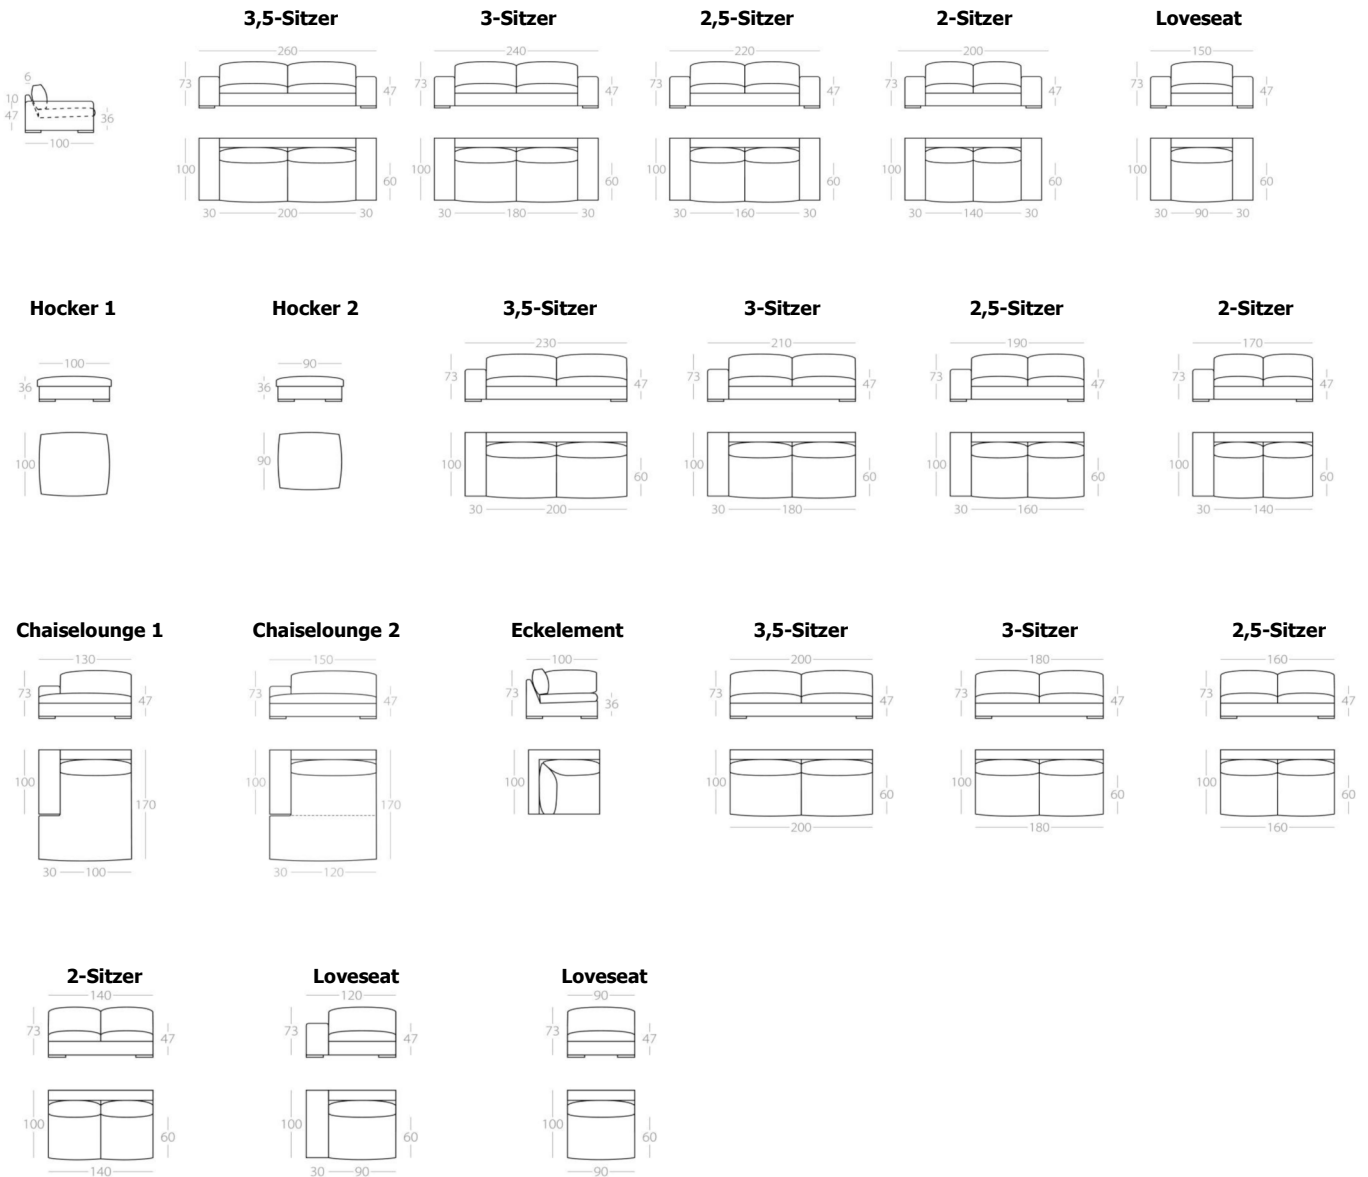 3,5-Sitzer 3-Sitzer 2,5-Sitzer 2-Sitzer Loveseat
260 240 220 200 150
6
73 47 73 47 73 47 73 47 73 47
10
47 36
100
100 60 100 60 100 60 100 60 100 60
30 200 30 30 180 30 30 160 30 30 140 30 30 90 30
Hocker 1 Hocker 2 3,5-Sitzer 3-Sitzer 2,5-Sitzer 2-Sitzer
230 210 190 170
100 90
36 36 73 47 73 47 73 47 73 47
100 90 100 60 100 60 100 60 100 60
30 200 30 180 30 160 30 140
Chaiselounge 1 Chaiselounge 2 Eckelement 3,5-Sitzer 3-Sitzer 2,5-Sitzer
130 150 100 200 180 160
73 47 73 47 73 36 73 47 73 47 73 47
100 170 100 170 100 100 60 100 60 100 60
200 180 160
30 100 30 120
2-Sitzer Loveseat Loveseat
140 120 90
73 47 73 47 73 47
100 60 100 60 100 60
140 30 90 90